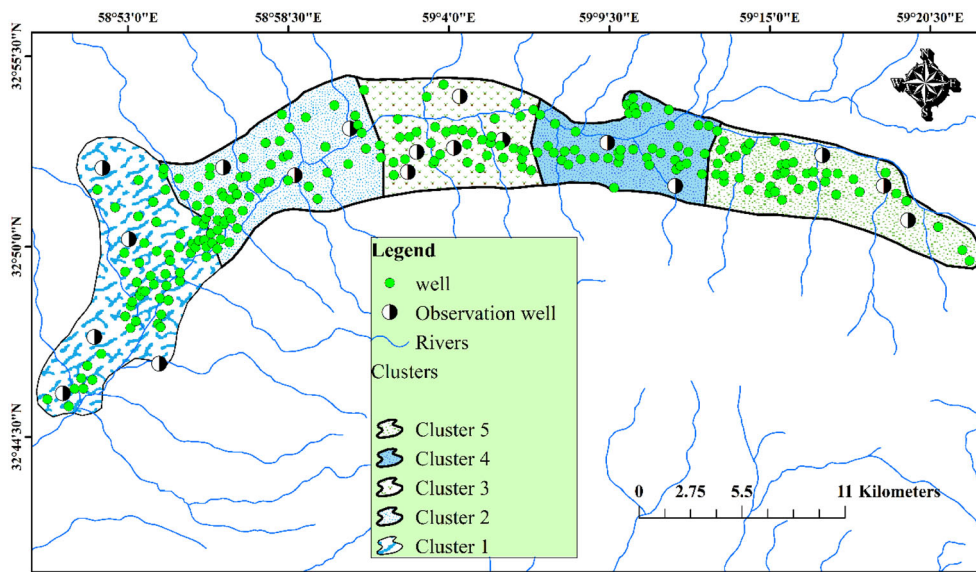 58°53'0"E 58°58'30"E 59°4'0"E 59°9'30"E 59°15'0"E 59°20'30"E
32°55'30"N
32°50'0"N
32°44'30"N
Legend
well
Observation well
Rivers
Clusters
Cluster 5
Cluster 4
Cluster 3
Cluster 2
Cluster 1
0 2.75 5.5 11 Kilometers